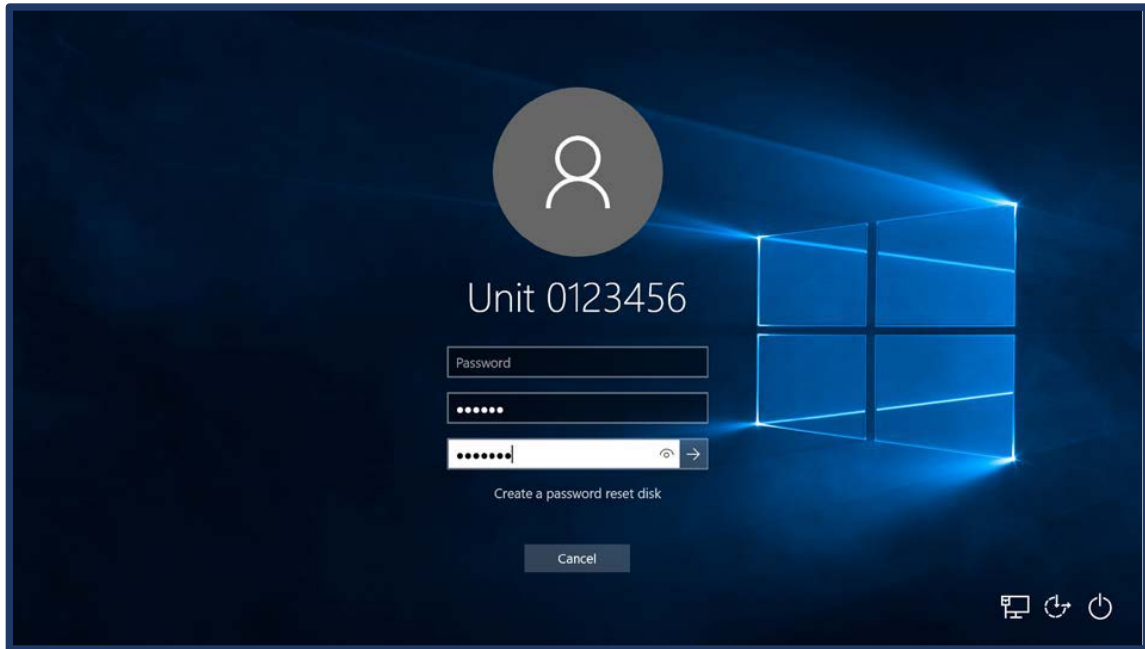 Unit 0123456
Password
••••••
•••••••
Create a password reset disk
Cancel